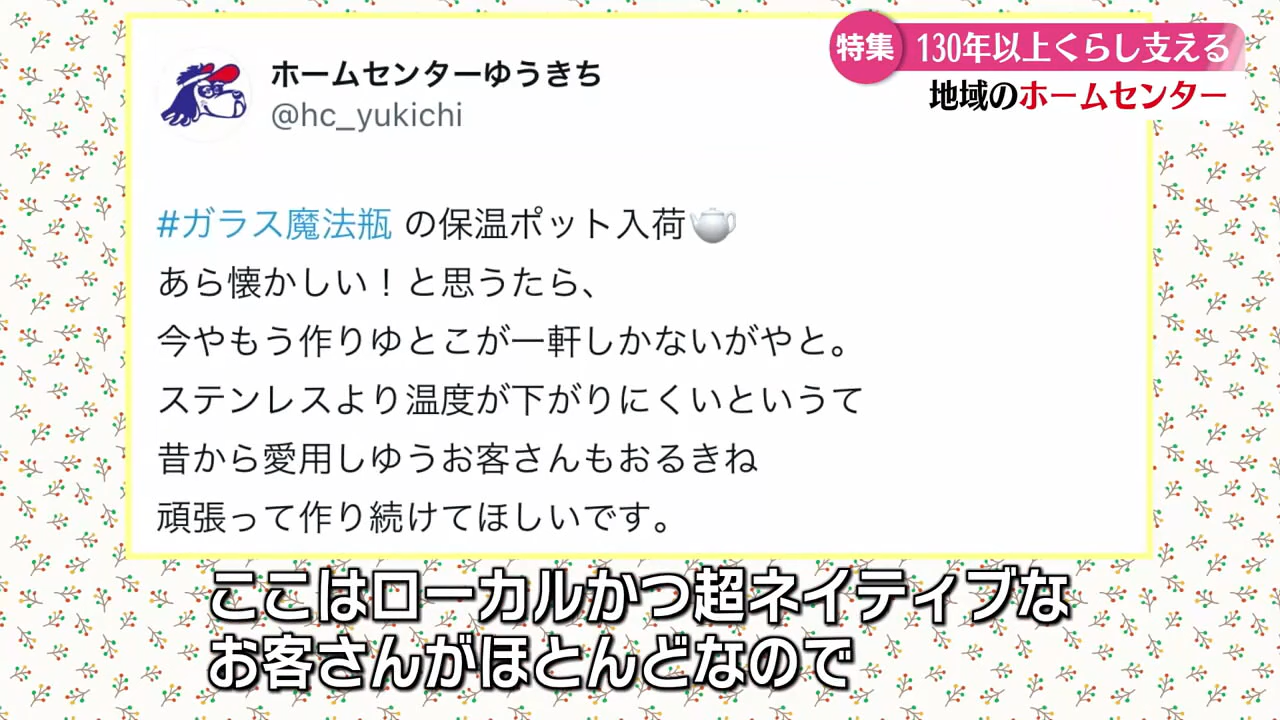 特集
130年以上くらし支える
地域のホームセンター
ホームセンターゆうきち
@hc_yukichi
#ガラス魔法瓶 の保温ポット入荷🫖
あら懐かしい！と思うたら、
今やもう作りゆとこが一軒しかないがやと。
ステンレスより温度が下がりにくいというて
昔から愛用しゆうお客さんもおるきね
頑張って作り続けてほしいです。
ここはローカルかつ超ネイティブな
お客さんがほとんどなので